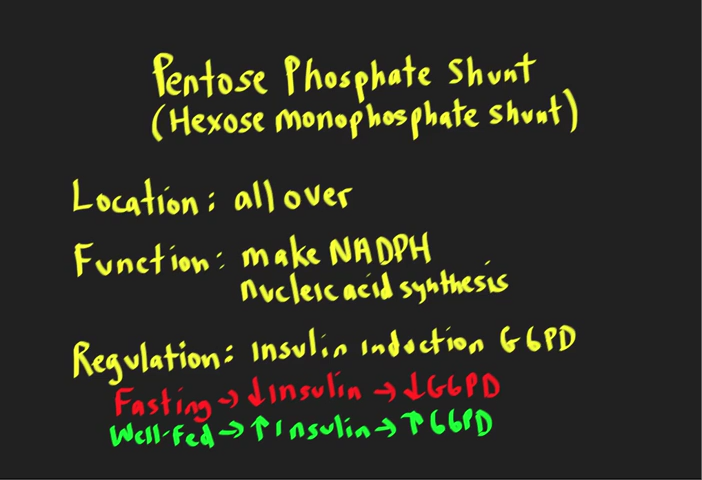 Pentose Phosphate Shunt
(Hexose monophosphate shunt)
Location: all over
Function: make NADPH
nucleic acid synthesis
Regulation: Insulin induction G6PD
Fasting → ↓Insulin → ↓G6PD
Well-Fed → ↑Insulin → ↑G6PD